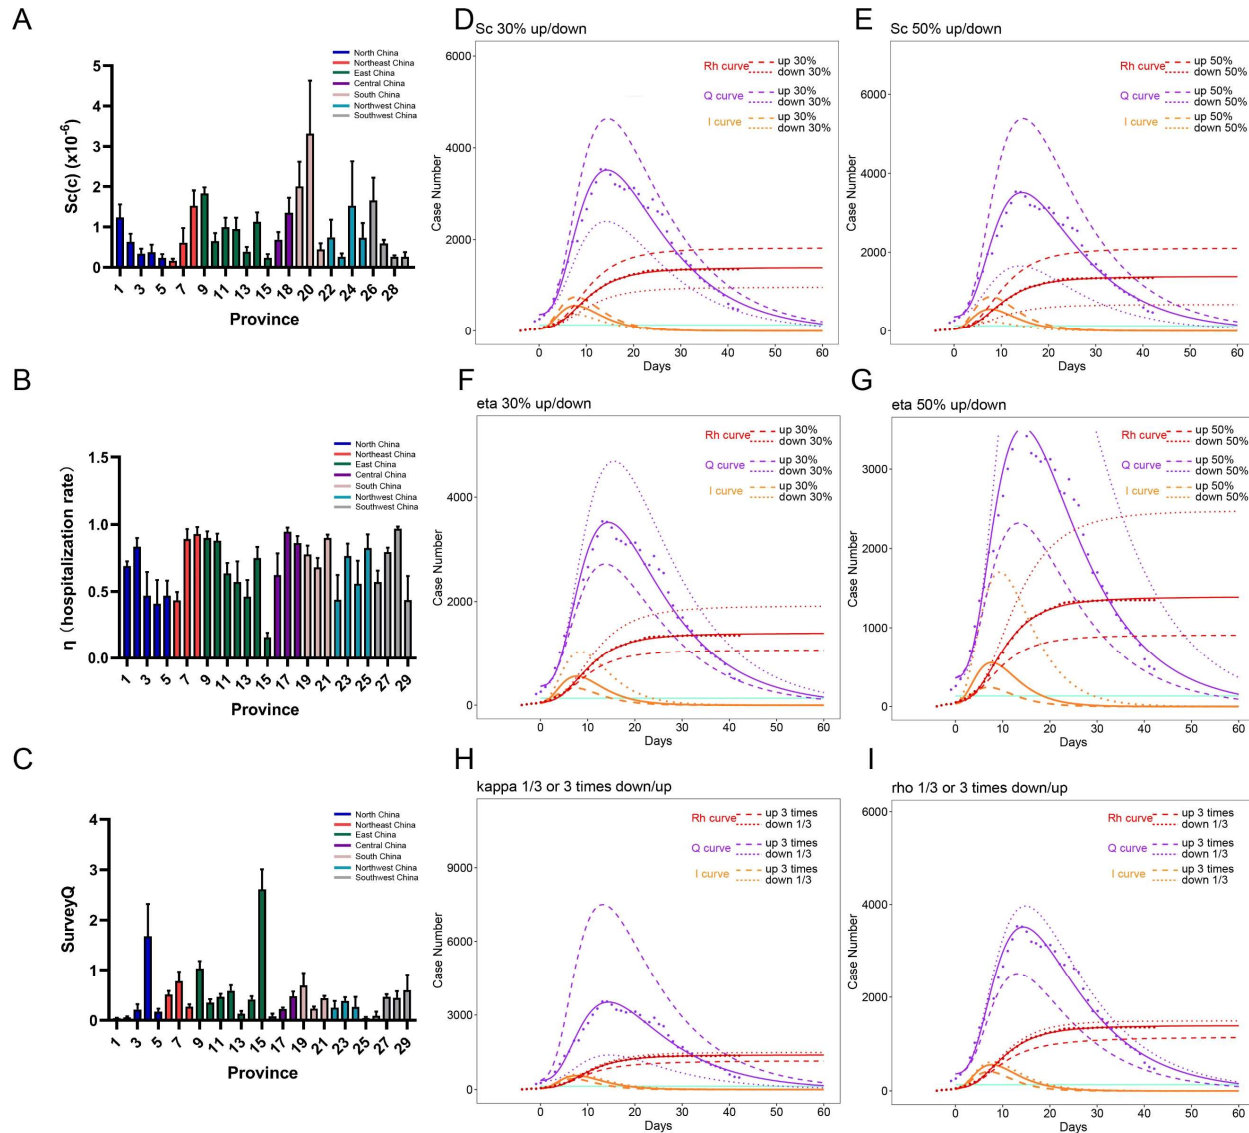 A
North China
Northeast China
East China
Central China
South China
Northwest China
Southwest China
5
4
3
2
1
0
Sc(c) (x10⁻⁶)
1 3 5 7 9 11 13 15 18 20 22 24 26 28
Province
B
North China
Northeast China
East China
Central China
South China
Northwest China
Southwest China
1.5
1.0
0.5
0.0
η (hospitalization rate)
1 3 5 7 9 11 13 15 17 19 21 23 25 27 29
Province
C
North China
Northeast China
East China
Central China
South China
Northwest China
Southwest China
4
3
2
1
0
SurveyQ
1 3 5 7 9 11 13 15 17 19 21 23 25 27 29
Province
D
Sc 30% up/down
Rh curve up 30%
down 30%
Q curve up 30%
down 30%
I curve up 30%
down 30%
6000
4000
2000
0
Case Number
0 10 20 30 40 50 60
Days
E
Sc 50% up/down
Rh curve up 50%
down 50%
Q curve up 50%
down 50%
I curve up 50%
down 50%
6000
4000
2000
0
Case Number
0 10 20 30 40 50 60
Days
F
eta 30% up/down
Rh curve up 30%
down 30%
Q curve up 30%
down 30%
I curve up 30%
down 30%
4000
2000
0
Case Number
0 10 20 30 40 50 60
Days
G
eta 50% up/down
Rh curve up 50%
down 50%
Q curve up 50%
down 50%
I curve up 50%
down 50%
3000
2000
1000
0
Case Number
0 10 20 30 40 50 60
Days
H
kappa 1/3 or 3 times down/up
Rh curve up 3 times
down 1/3
Q curve up 3 times
down 1/3
I curve up 3 times
down 1/3
9000
6000
3000
0
Case Number
0 10 20 30 40 50 60
Days
I
rho 1/3 or 3 times down/up
Rh curve up 3 times
down 1/3
Q curve up 3 times
down 1/3
I curve up 3 times
down 1/3
6000
4000
2000
0
Case Number
0 10 20 30 40 50 60
Days